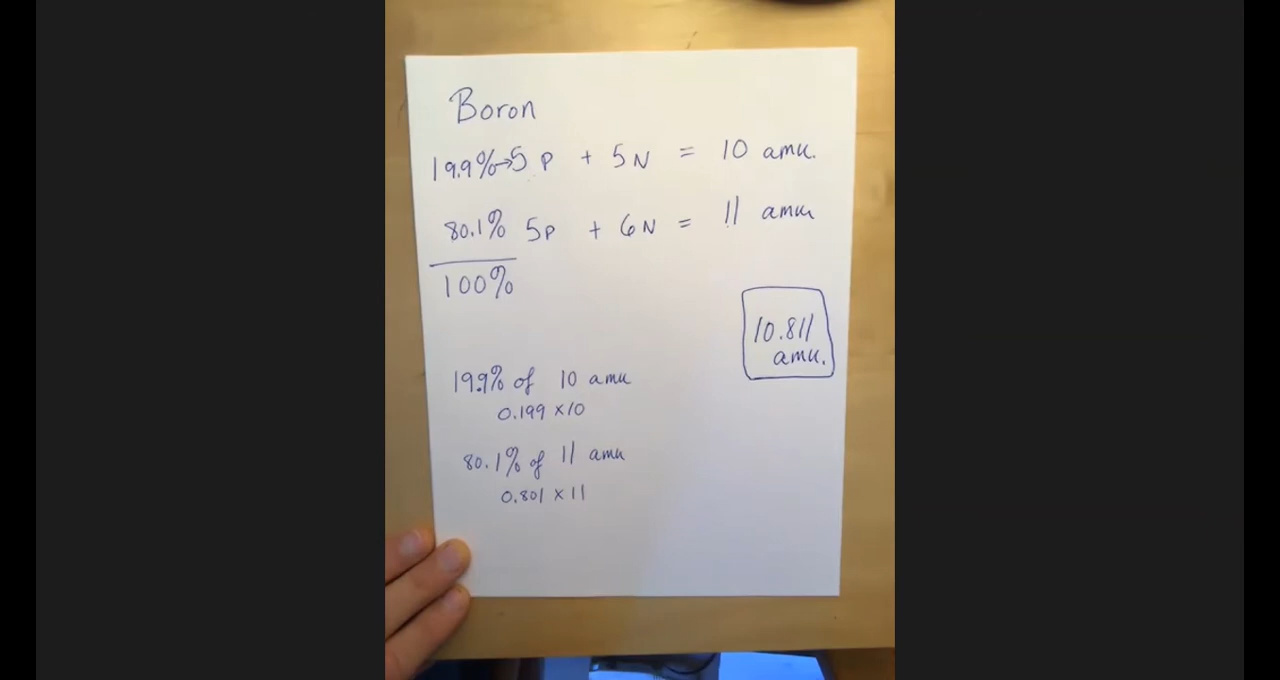 Boron
19.9%→5 P + 5 N = 10 amu.
80.1% 5P + 6N = 11 amu
100%
10.811
amu.
19.9% of 10 amu
0.199 x 10
80.1% of 11 amu
0.801 x 11